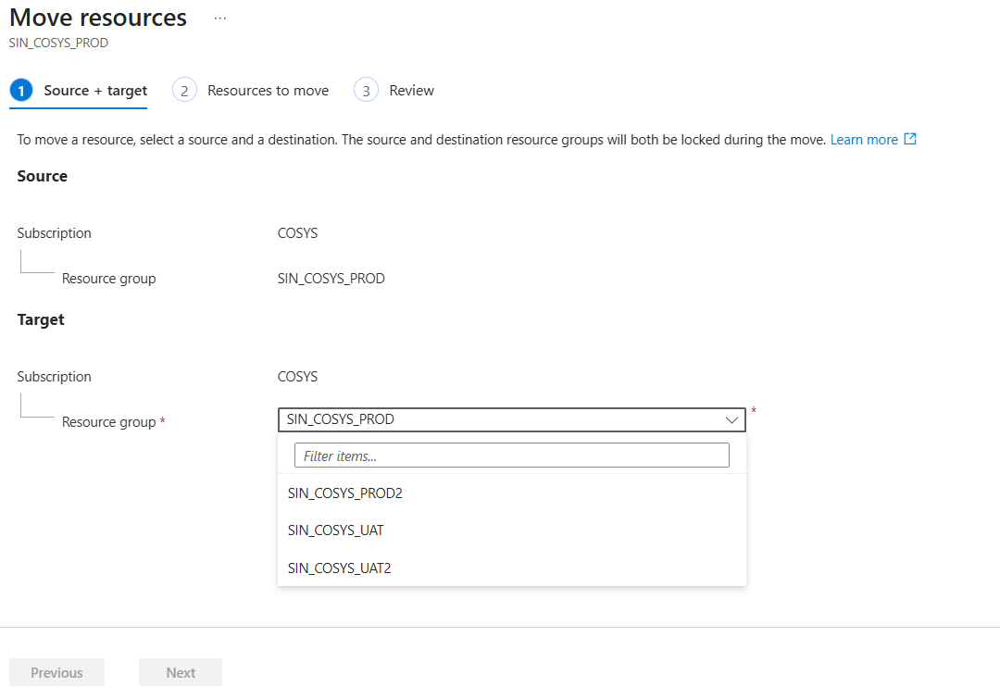 Move resources ...
SIN_COSYS_PROD
1 Source + target 2 Resources to move 3 Review
To move a resource, select a source and a destination. The source and destination resource groups will both be locked during the move. Learn more
Source
Subscription COSYS
Resource group SIN_COSYS_PROD
Target
Subscription COSYS
Resource group * SIN_COSYS_PROD *
Filter items...
SIN_COSYS_PROD2
SIN_COSYS_UAT
SIN_COSYS_UAT2
Previous Next